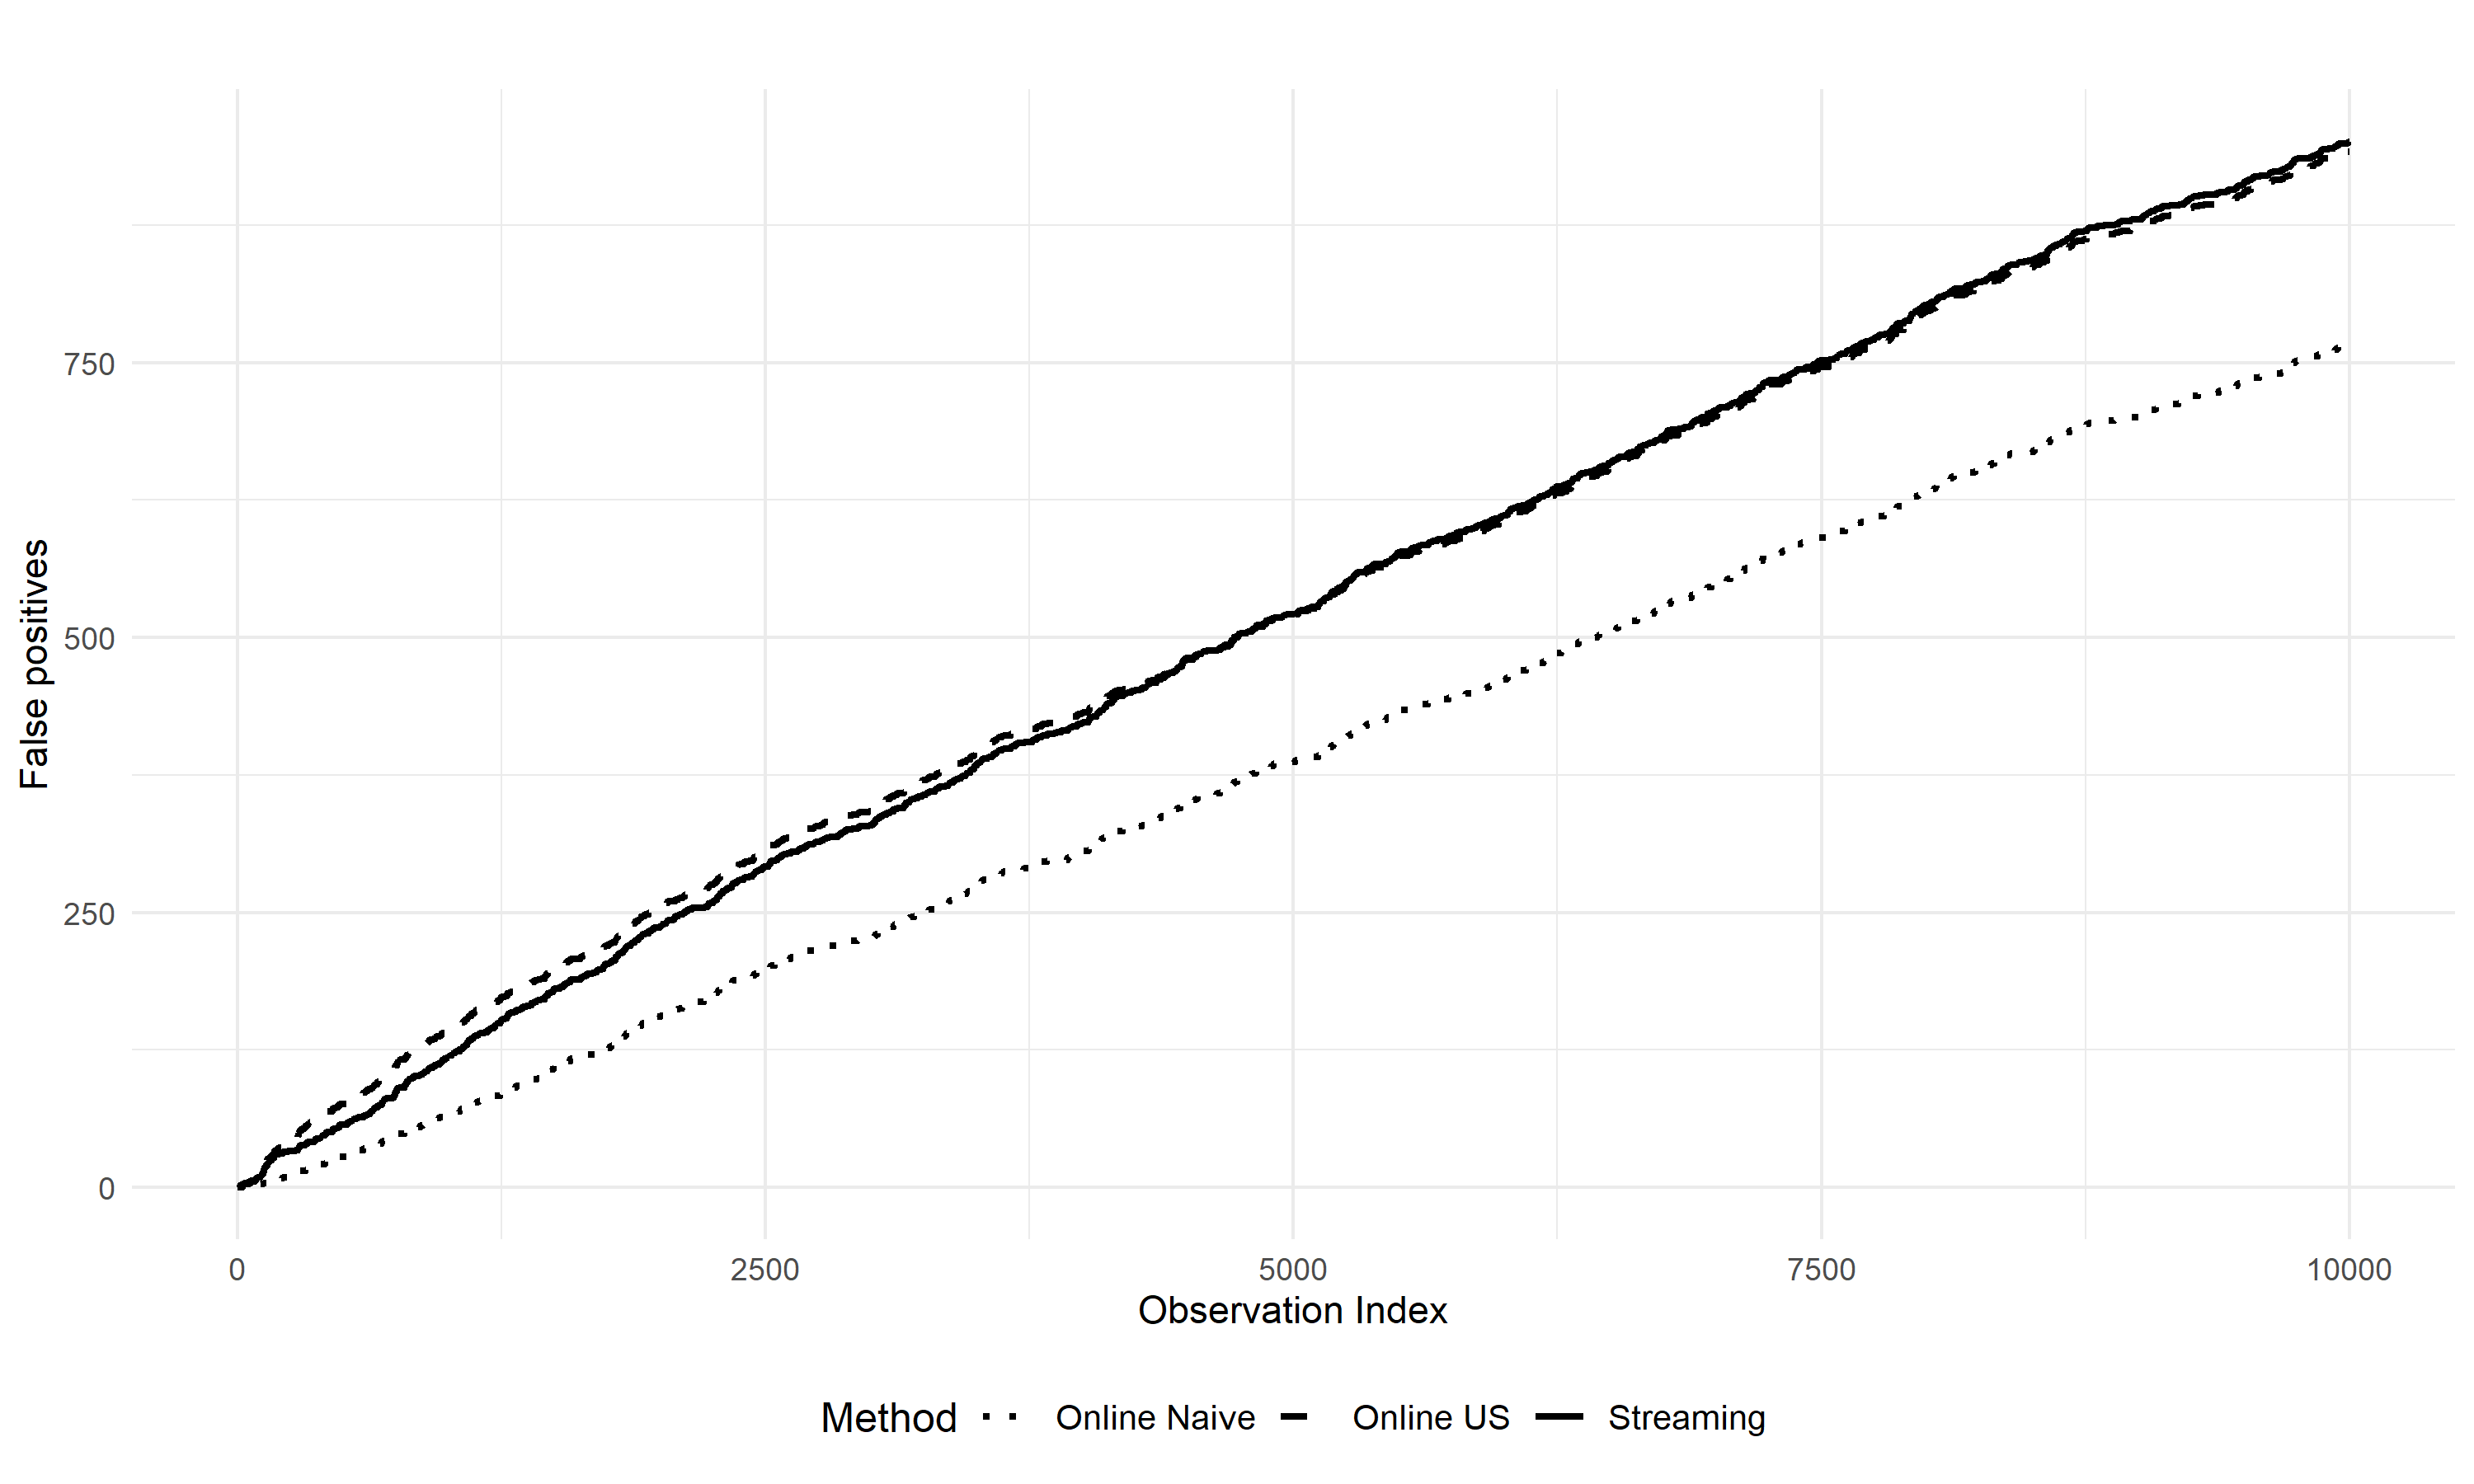 False positives
750
500
250
0
0 2500 5000 7500 10000
Observation Index
Method Online Naive Online US Streaming